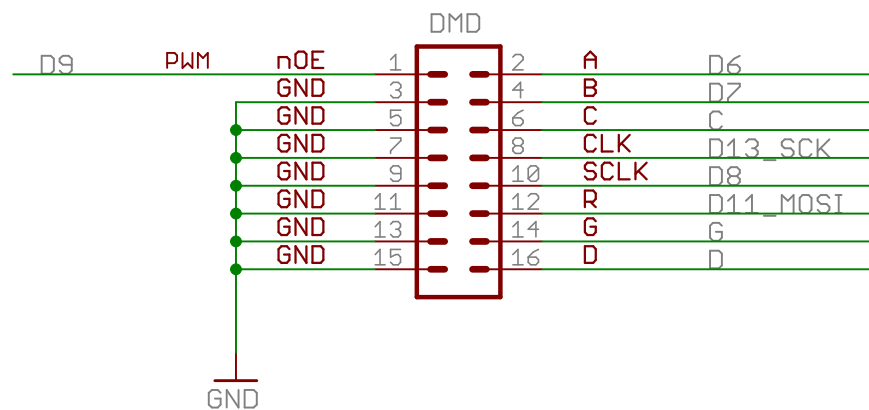 DMD
D9 PWM nOE 1 2 A D6
GND 3 4 B D7
GND 5 6 C C
GND 7 8 CLK D13_SCK
GND 9 10 SCLK D8
GND 11 12 R D11_MOSI
GND 13 14 G G
GND 15 16 D D
GND